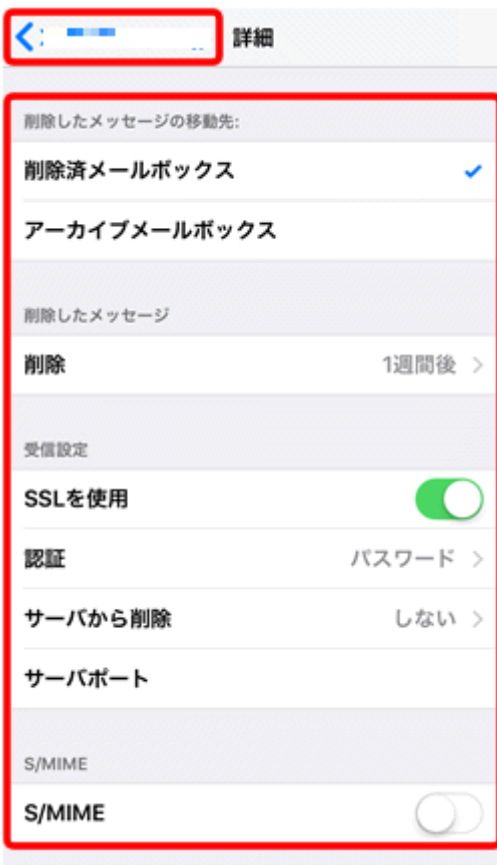 詳細
削除したメッセージの移動先:
削除済メールボックス
アーカイブメールボックス
削除したメッセージ
削除 1週間後
受信設定
SSLを使用
認証 パスワード
サーバから削除 しない
サーバポート
S/MIME
S/MIME